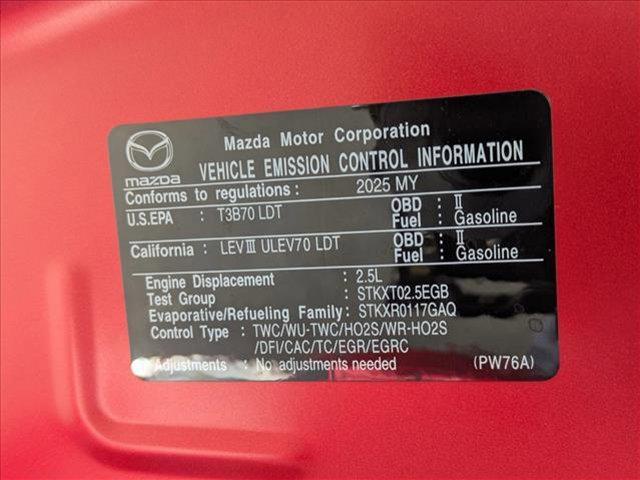 Mazda Motor Corporation
mazda
VEHICLE EMISSION CONTROL INFORMATION
Conforms to regulations : 2025 MY
U.S.EPA : T3B70 LDT OBD : II
Fuel : Gasoline
California : LEVⅢ ULEV70 LDT OBD : II
Fuel : Gasoline
Engine Displacement : 2.5L
Test Group : STKXT02.5EGB
Evaporative/Refueling Family: STKXR0117GAQ
Control Type : TWC/WU-TWC/HO2S/WR-HO2S
/DFI/CAC/TC/EGR/EGRC
Adjustments : No adjustments needed (PW76A)